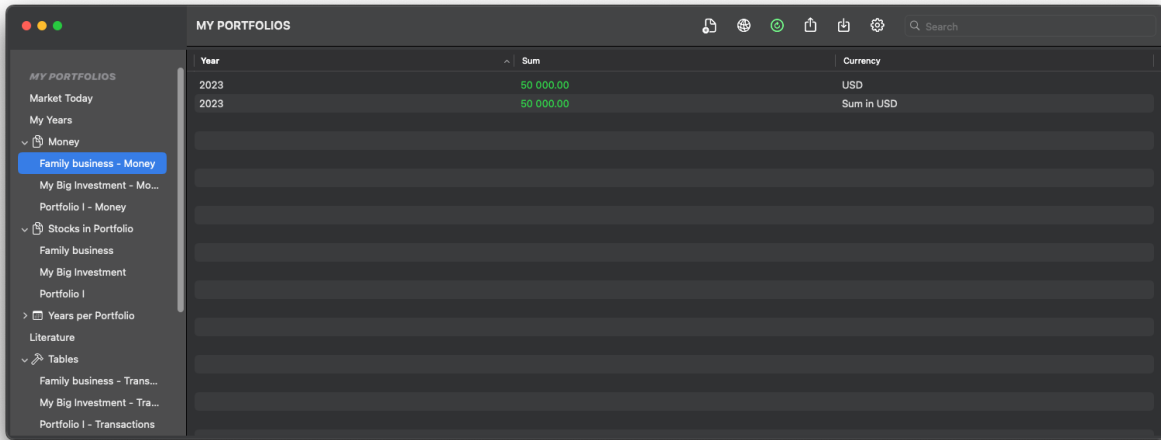 MY PORTFOLIOS
Search
MY PORTFOLIOS
Market Today
My Years
Money
Family business - Money
My Big Investment - Mo...
Portfolio I - Money
Stocks in Portfolio
Family business
My Big Investment
Portfolio I
Years per Portfolio
Literature
Tables
Family business - Trans...
My Big Investment - Tra...
Portfolio I - Transactions
Year Sum Currency
2023 50 000.00 USD
2023 50 000.00 Sum in USD